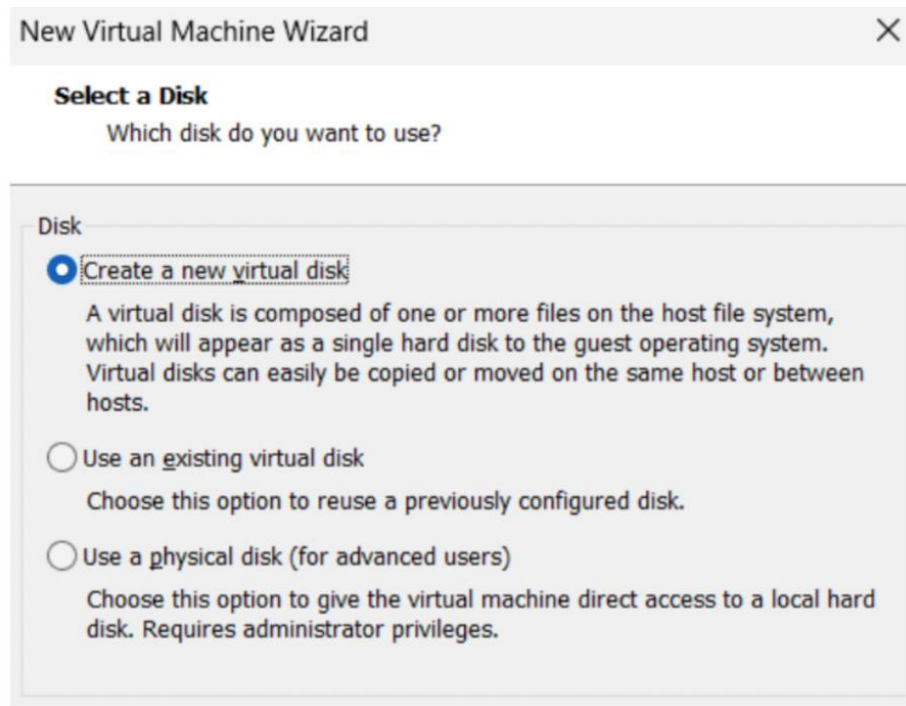 New Virtual Machine Wizard
Select a Disk
Which disk do you want to use?
Disk
Create a new virtual disk
A virtual disk is composed of one or more files on the host file system,
which will appear as a single hard disk to the guest operating system.
Virtual disks can easily be copied or moved on the same host or between
hosts.
Use an existing virtual disk
Choose this option to reuse a previously configured disk.
Use a physical disk (for advanced users)
Choose this option to give the virtual machine direct access to a local hard
disk. Requires administrator privileges.